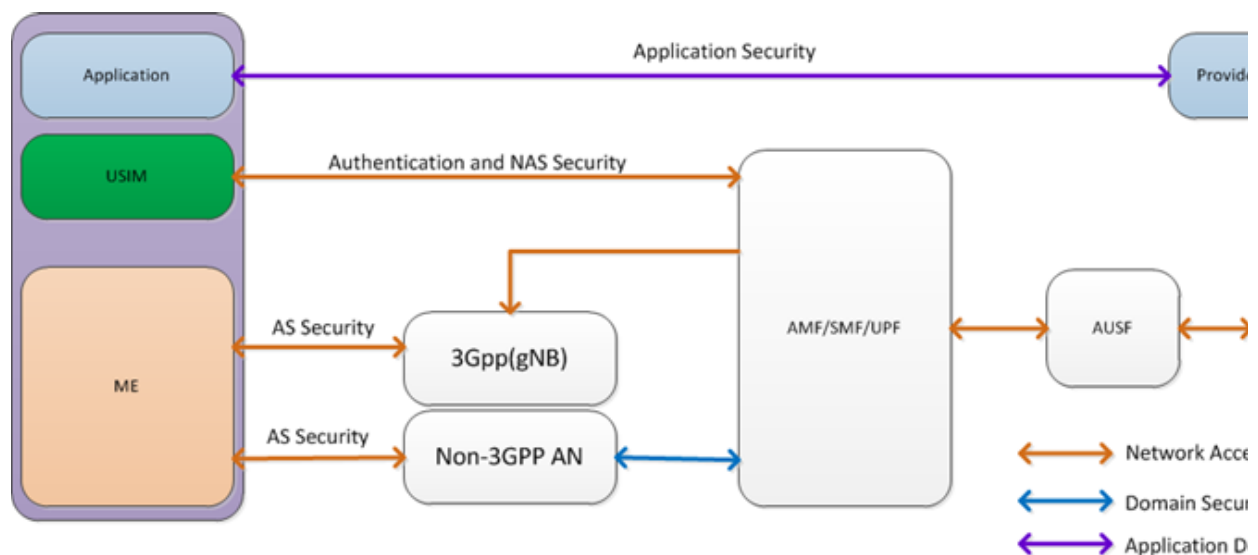 Application Security
Application
Provide
Authentication and NAS Security
USIM
AS Security
3Gpp(gNB)
AMF/SMF/UPF
AUSF
ME
AS Security
Non-3GPP AN
Network Acce
Domain Secur
Application D